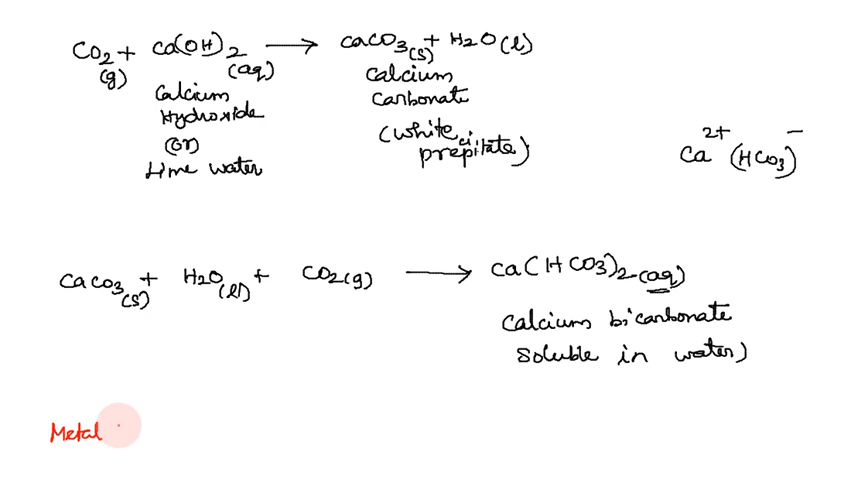 CO2(g) + Ca(OH)2(aq) ⟶ CaCO3(s) + H2O(l)
Calcium Hydroxide (or) Lime water
Calcium Carbonate (white precipitate)
Ca2+ (HCO3)−
CaCO3(s) + H2O(l) + CO2(g) ⟶ Ca(HCO3)2(aq)
Calcium bicarbonate
soluble in water)
Metal